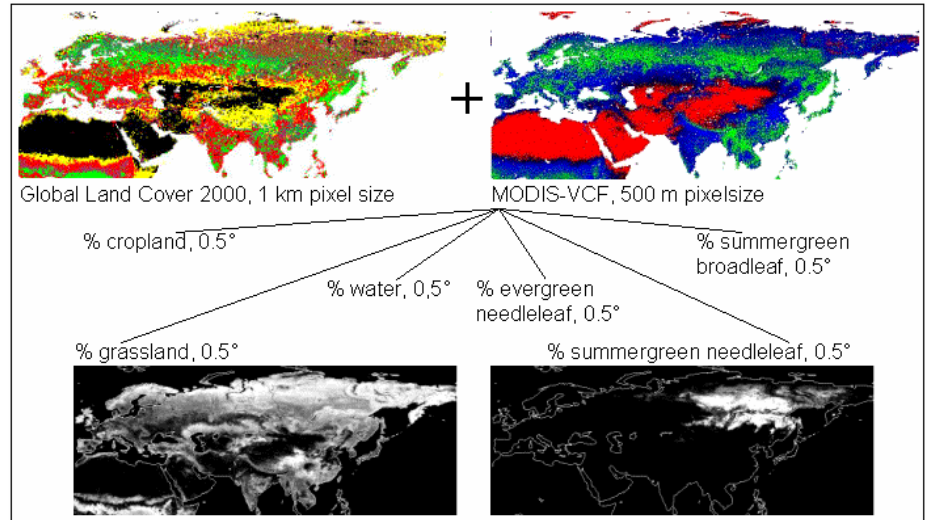 +
Global Land Cover 2000, 1 km pixel size
MODIS-VCF, 500 m pixelsize
% cropland, 0.5°
% summergreen
broadleaf, 0.5°
% water, 0,5°
% evergreen
needleleaf, 0.5°
% grassland, 0.5°
% summergreen needleleaf, 0.5°